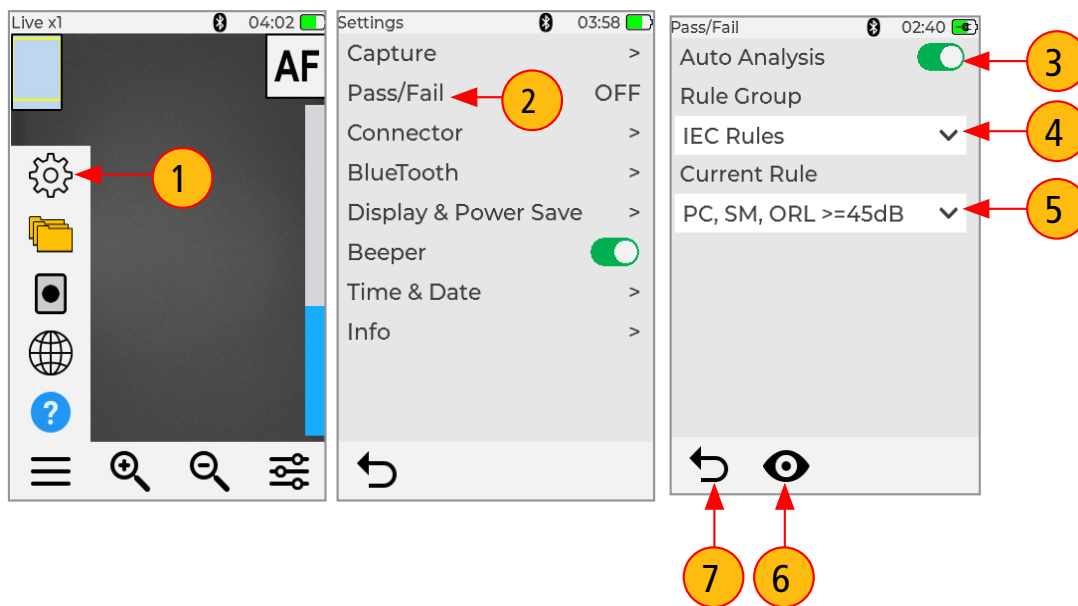 Live x1 04:02
AF
1
?
Settings 03:58
Capture >
Pass/Fail OFF
2
Connector >
BlueTooth >
Display & Power Save >
Beeper
Time & Date >
Info >
Pass/Fail 02:40
Auto Analysis
3
Rule Group
IEC Rules
4
Current Rule
PC, SM, ORL >=45dB
5
7
6